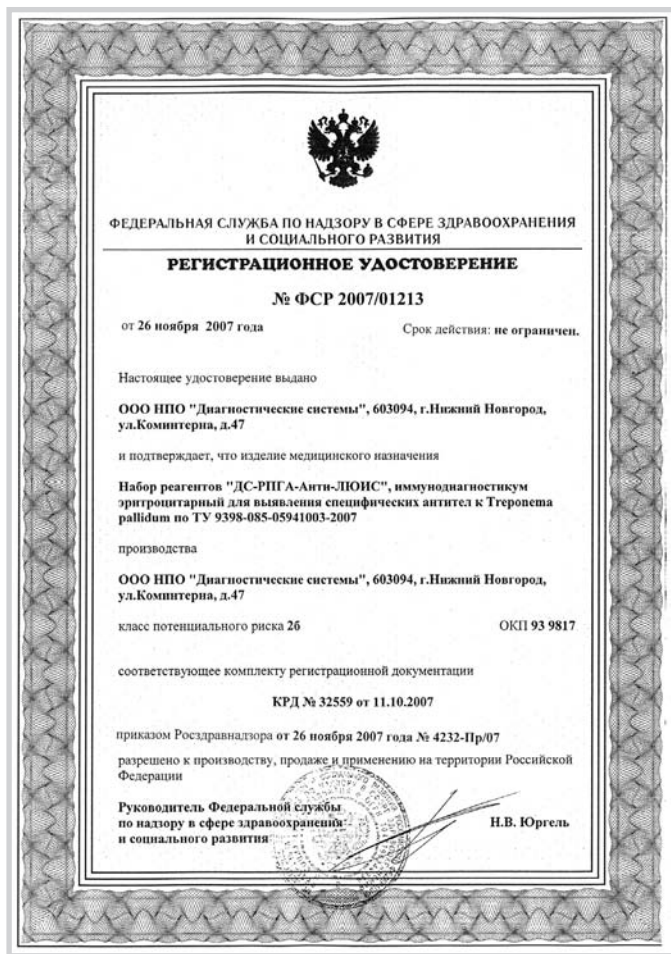 ФЕДЕРАЛЬНАЯ СЛУЖБА ПО НАДЗОРУ В СФЕРЕ ЗДРАВООХРАНЕНИЯ
И СОЦИАЛЬНОГО РАЗВИТИЯ
РЕГИСТРАЦИОННОЕ УДОСТОВЕРЕНИЕ
№ ФСР 2007/01213
от 26 ноября 2007 года Срок действия: не ограничен.
Настоящее удостоверение выдано
ООО НПО "Диагностические системы", 603094, г.Нижний Новгород,
ул.Коминтерна, д.47
и подтверждает, что изделие медицинского назначения
Набор реагентов "ДС-РПГА-Анти-ЛЮИС", иммунодиагностикум
эритроцитарный для выявления специфических антител к Treponema
pallidum по ТУ 9398-085-05941003-2007
производства
ООО НПО "Диагностические системы", 603094, г.Нижний Новгород,
ул.Коминтерна, д.47
класс потенциального риска 2б ОКП 93 9817
соответствующее комплекту регистрационной документации
КРД № 32559 от 11.10.2007
приказом Росздравнадзора от 26 ноября 2007 года № 4232-Пр/07
разрешено к производству, продаже и применению на территории Российской
Федерации
Руководитель Федеральной службы
по надзору в сфере здравоохранения
и социального развития Н.В. Юргель